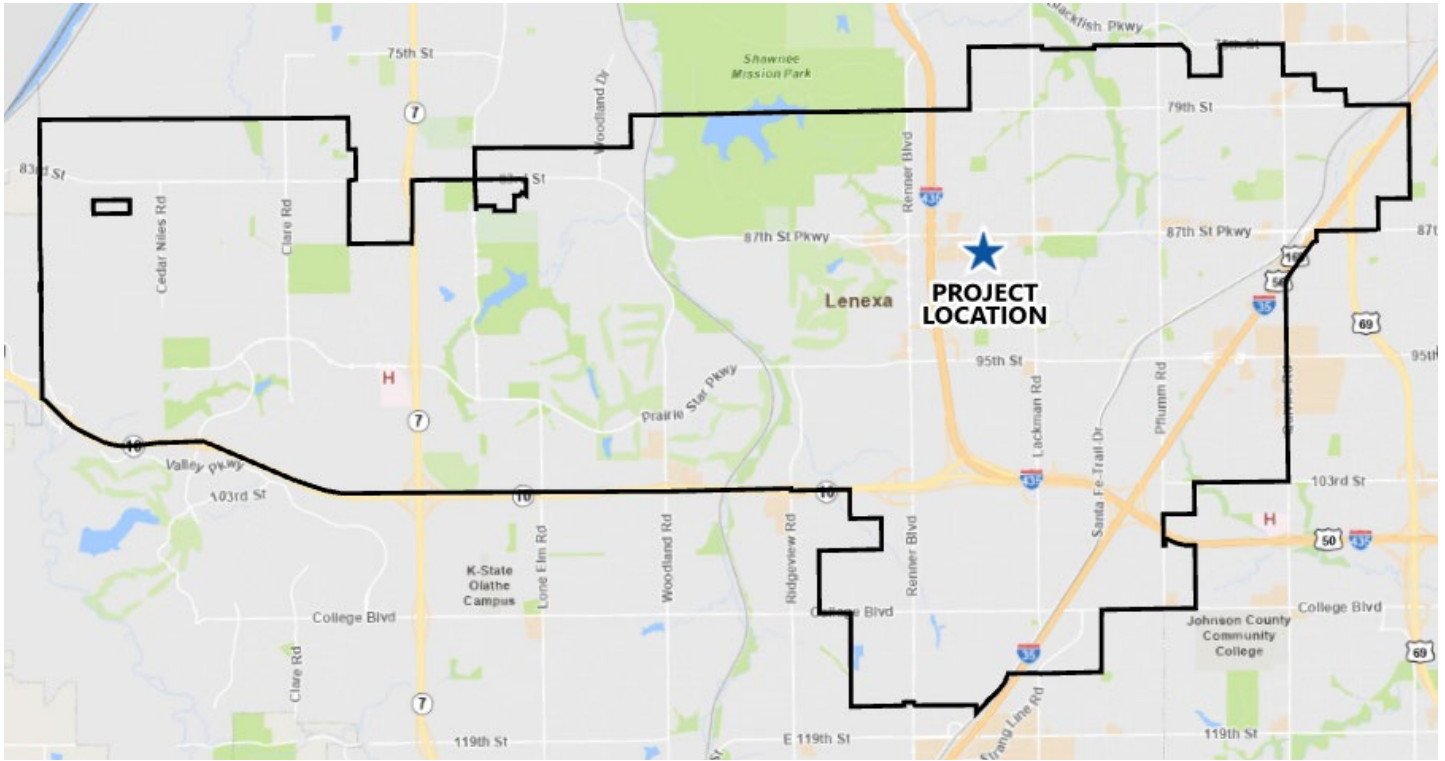 Blackfish Pkwy
75th St
75th St
Shawnee
Mission Park
Woodland Dr
7
79th St
83rd St
83rd St
Renner Blvd
435
Cedar Niles Rd
Clare Rd
87th St Pkwy
87th St Pkwy
PROJECT
LOCATION
Lenexa
35
69
95th St
95th
H
Prairie Star Pkwy
7
Lackman Rd
Pflumm Rd
10
Valley Pkwy
103rd St
10
10
435
Santa Fe Trail Dr
103rd St
H
50
435
Lone Elm Rd
Woodland Rd
Ridgeview Rd
Renner Blvd
K-State
Olathe
Campus
College Blvd
College Blvd
College Blvd
Johnson County
Community
College
Clare Rd
35
69
7
119th St
E 119th St
Strang Line Rd
119th St